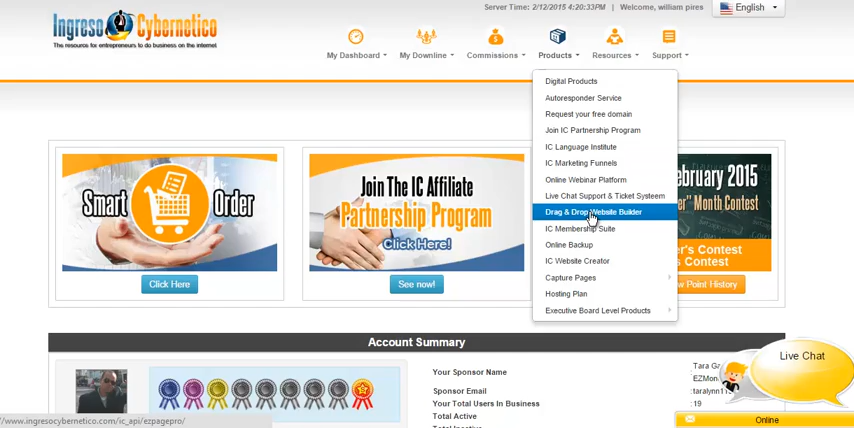 Server Time: 2/12/2015 4:20:33PM | Welcome, william pires
English
Ingreso Cybernetico
The resource for entrepreneurs to do business on the internet
My Dashboard
My Downline
Commissions
Products
Resources
Support
Digital Products
Autoresponder Service
Request your free domain
Join IC Partnership Program
IC Language Institute
IC Marketing Funnels
Online Webinar Platform
Live Chat Support & Ticket Systeem
Drag & Drop Website Builder
IC Membership Suite
Online Backup
IC Website Creator
Capture Pages
Hosting Plan
Executive Board Level Products
Smart Order
Click Here
Join The IC Affiliate
Partnership Program
Click Here!
See now!
ebruary 2015
Month Contest
er's Contest
s Contest
w Point History
Account Summary
Your Sponsor Name
: Tara Ga
Your Sponsor Email
Your Total Users In Business
: 19
Total Active
Live Chat
Online
//www.ingresocybernetico.com/ic_api/ezpagepro/